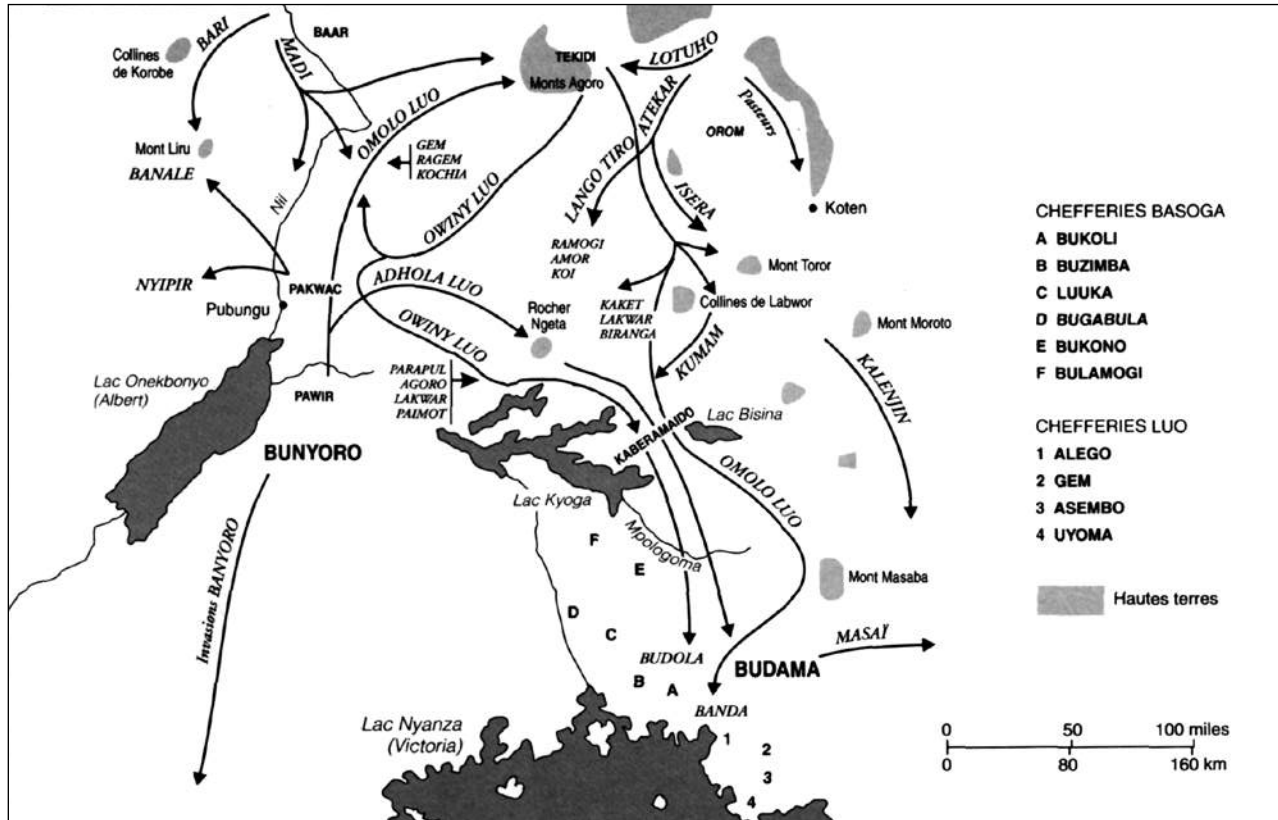 BARI
BAAR
Collines
de Korobe
MADI
TEKIDI
Monts Agoro
LOTUHO
Pasteurs
OROM
ATEKAR
OMOLO LUO
GEM
RAGEM
KOCHIA
Mont Liru
BANALE
Nil
LANGO TIRO
ISERA
Koten
OWINY LUO
RAMOGI
AMOR
KOI
Mont Toror
NYIPIR
PAKWAC
Pubungu
ADHOLA LUO
Rocher
Ngeta
KAKET
LAKWAR
BIRANGA
Collines de Labwor
Mont Moroto
OWINY LUO
KUMAM
KALENJIN
PARAPUL
AGORO
LAKWAR
PAIMOT
Lac Onekbonyo
(Albert)
PAWIR
BUNYORO
KABERAMAIDO
Lac Bisina
OMOLO LUO
Lac Kyoga
Mpologoma
F
E
Mont Masaba
D
C
Invasions BANYORO
BUDOLA
BUDAMA
MASAÏ
B
A
BANDA
Lac Nyanza
(Victoria)
1
2
3
4
CHEFFERIES BASOGA
A BUKOLI
B BUZIMBA
C LUUKA
D BUGABULA
E BUKONO
F BULAMOGI
CHEFFERIES LUO
1 ALEGO
2 GEM
3 ASEMBO
4 UYOMA
Hautes terres
0 50 100 miles
0 80 160 km